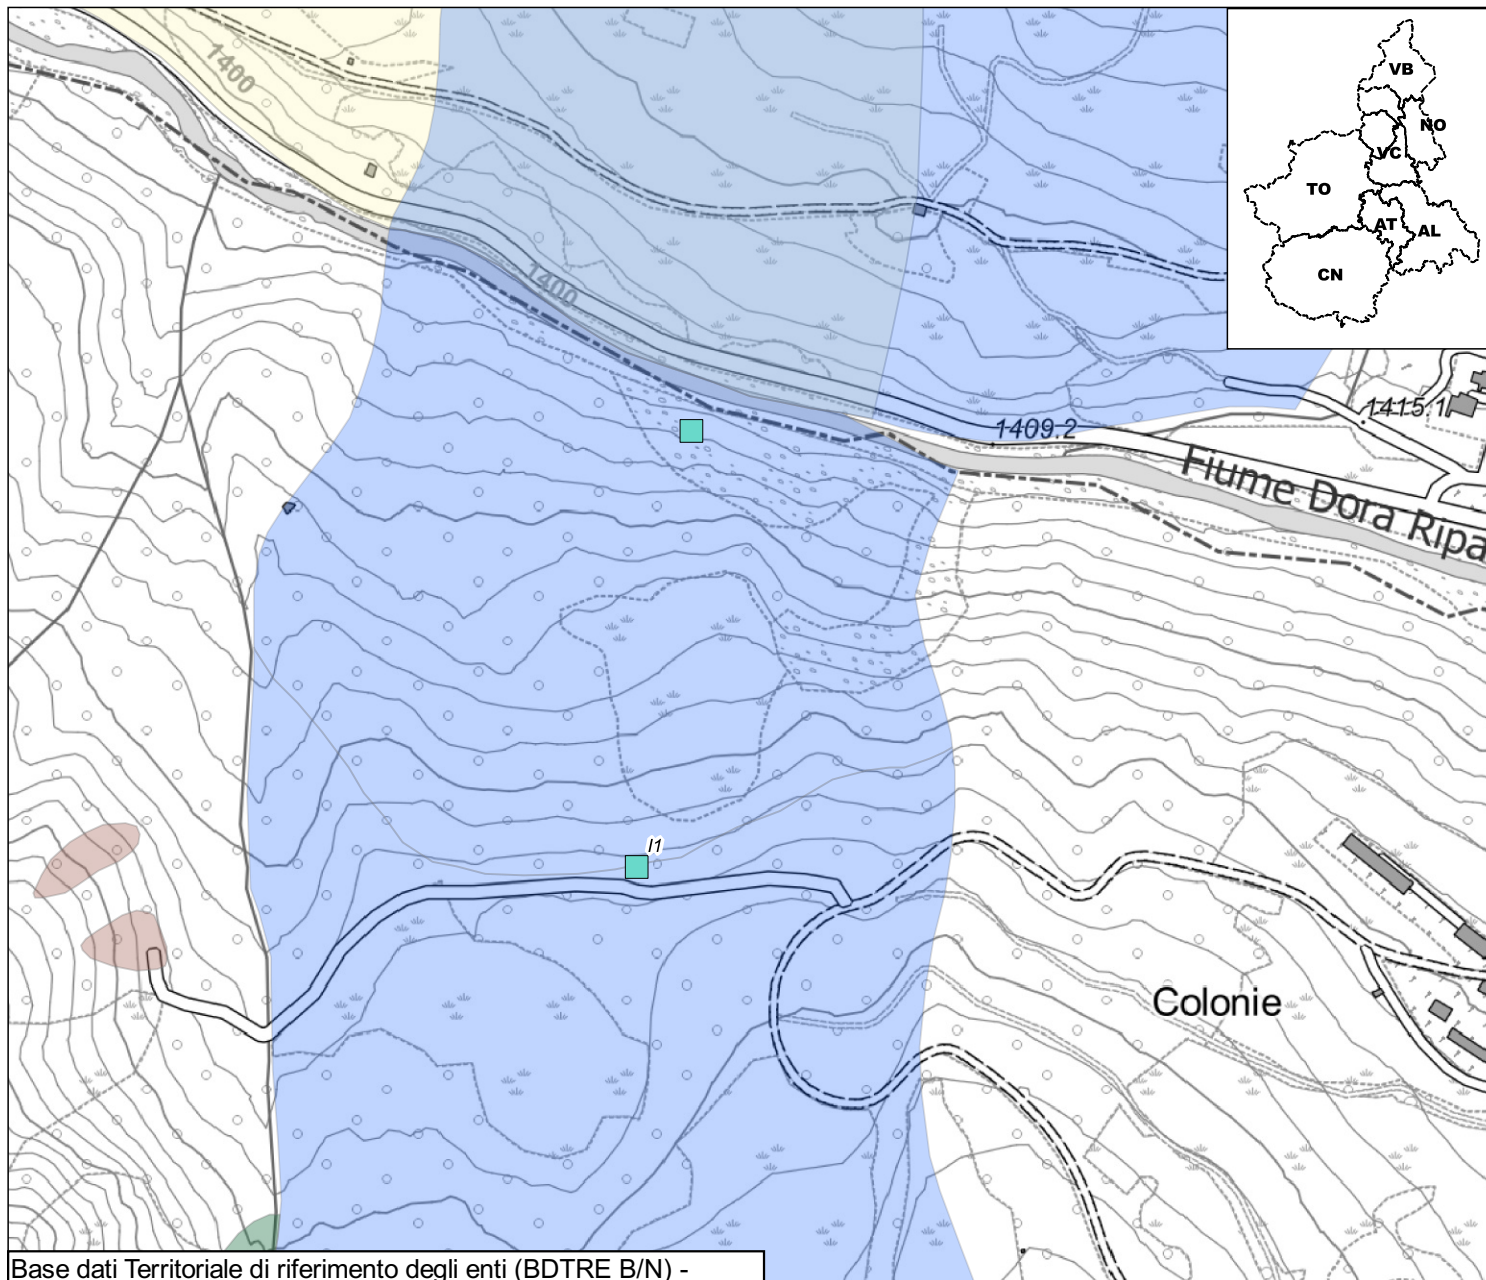 1400
VB
NO
VC
TO
AT
AL
CN
1400
1415.1
1409.2
Fiume Dora Ripa
I1
Colonie
Base dati Territoriale di riferimento degli enti (BDTRE B/N) -